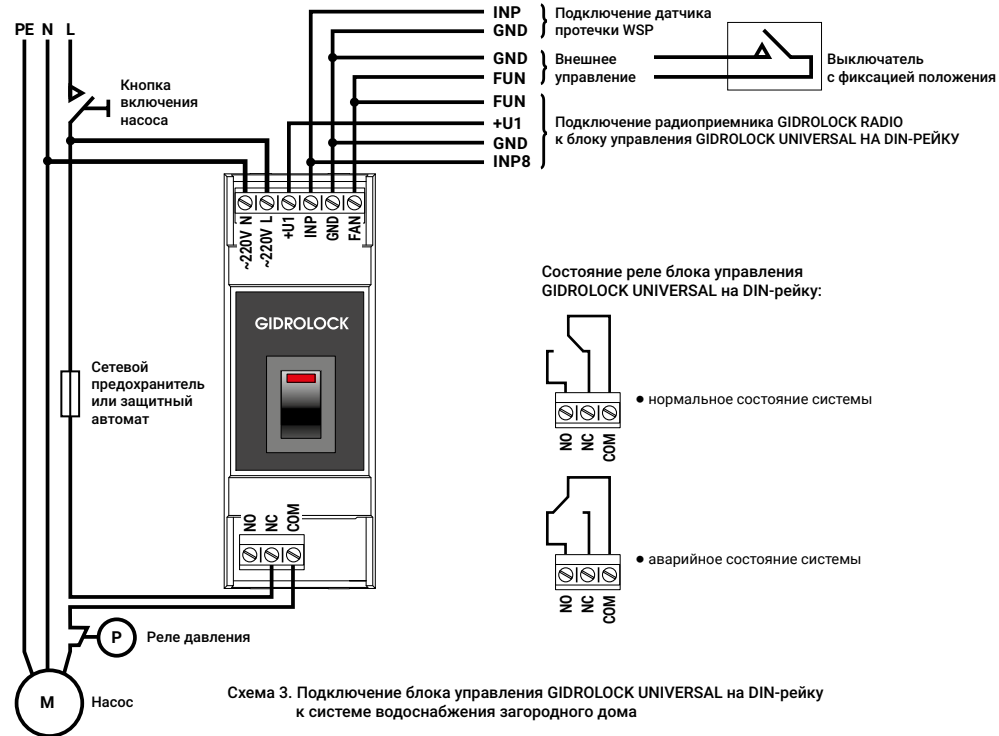 PE N L
INP
GND
Подключение датчика
протечки WSP
GND
FUN
Внешнее
управление
Выключатель
с фиксацией положения
FUN
+U1
GND
INP8
Подключение радиоприемника GIDROLOCK RADIO
к блоку управления GIDROLOCK UNIVERSAL НА DIN-РЕЙКУ
Кнопка
включения
насоса
~220V N
~220V L
+U1
INP
GND
FAN
GIDROLOCK
Сетевой
предохранитель
или защитный
автомат
NO
NC
COM
Состояние реле блока управления
GIDROLOCK UNIVERSAL на DIN-рейку:
NO
NC
COM
• нормальное состояние системы
NO
NC
COM
• аварийное состояние системы
P
Реле давления
M
Насос
Схема 3. Подключение блока управления GIDROLOCK UNIVERSAL на DIN-рейку
к системе водоснабжения загородного дома